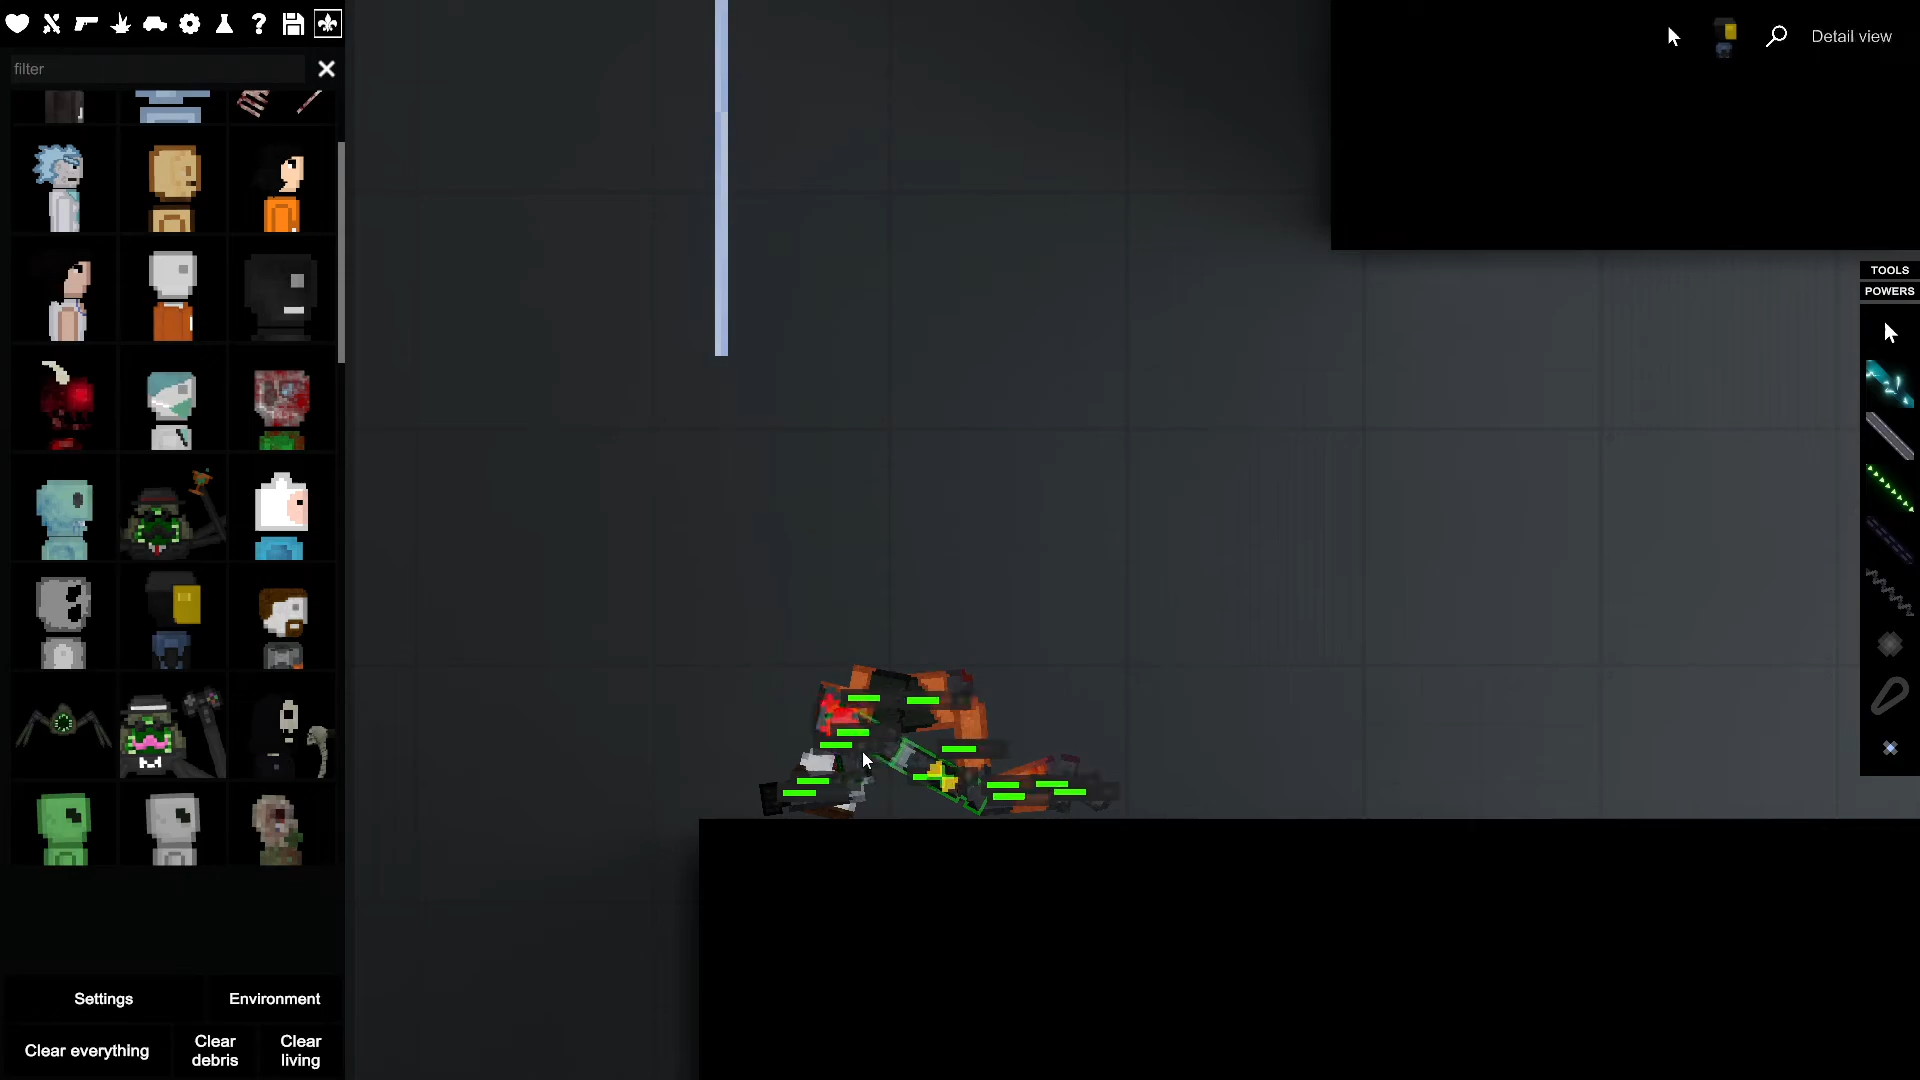 filter
Detail view
TOOLS
POWERS
Settings
Environment
Clear everything
Clear
debris
Clear
living